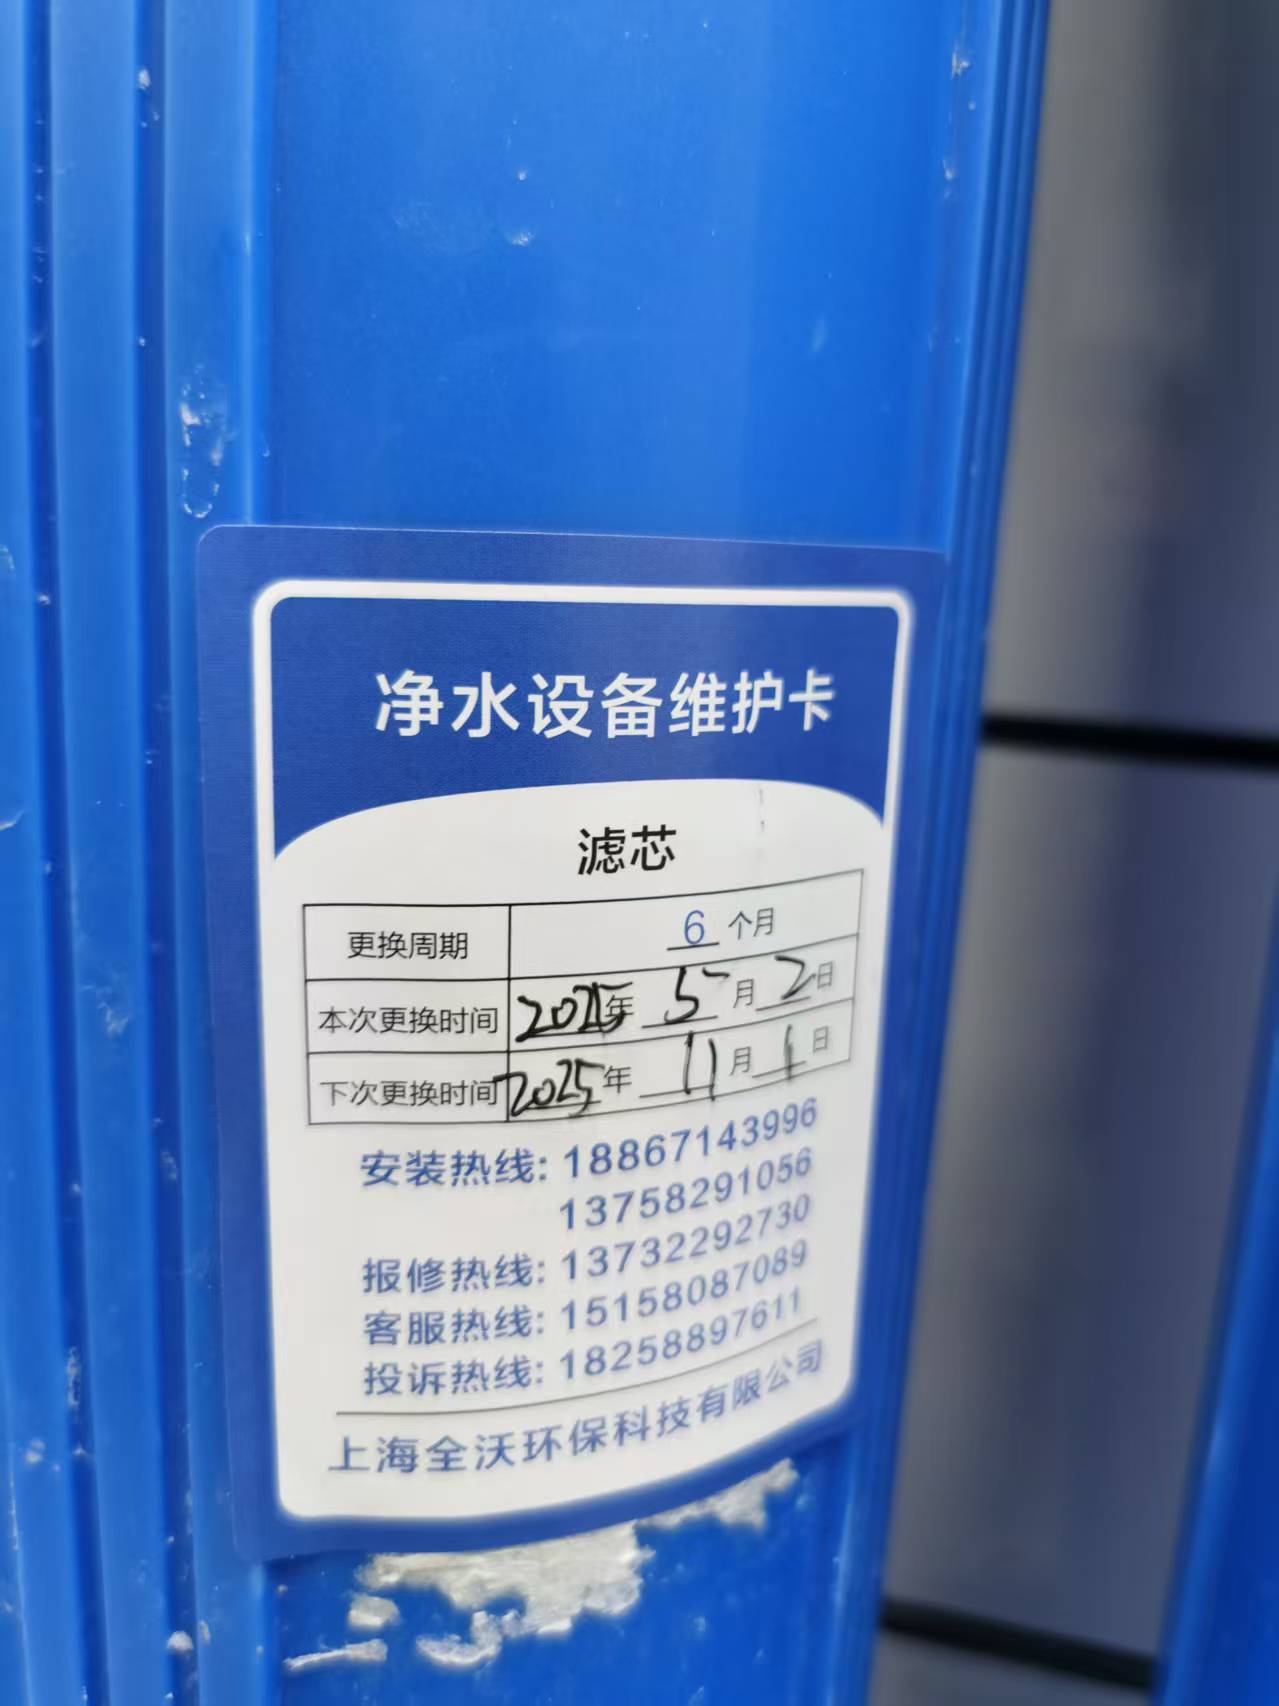 净水设备维护卡
滤芯
更换周期 6 个月
本次更换时间 2025年 5 月 2 日
下次更换时间 2025年 11 月 1 日
安装热线: 18867143996
13758291056
报修热线: 13732292730
客服热线: 15158087089
投诉热线: 18258897611
上海全沃环保科技有限公司